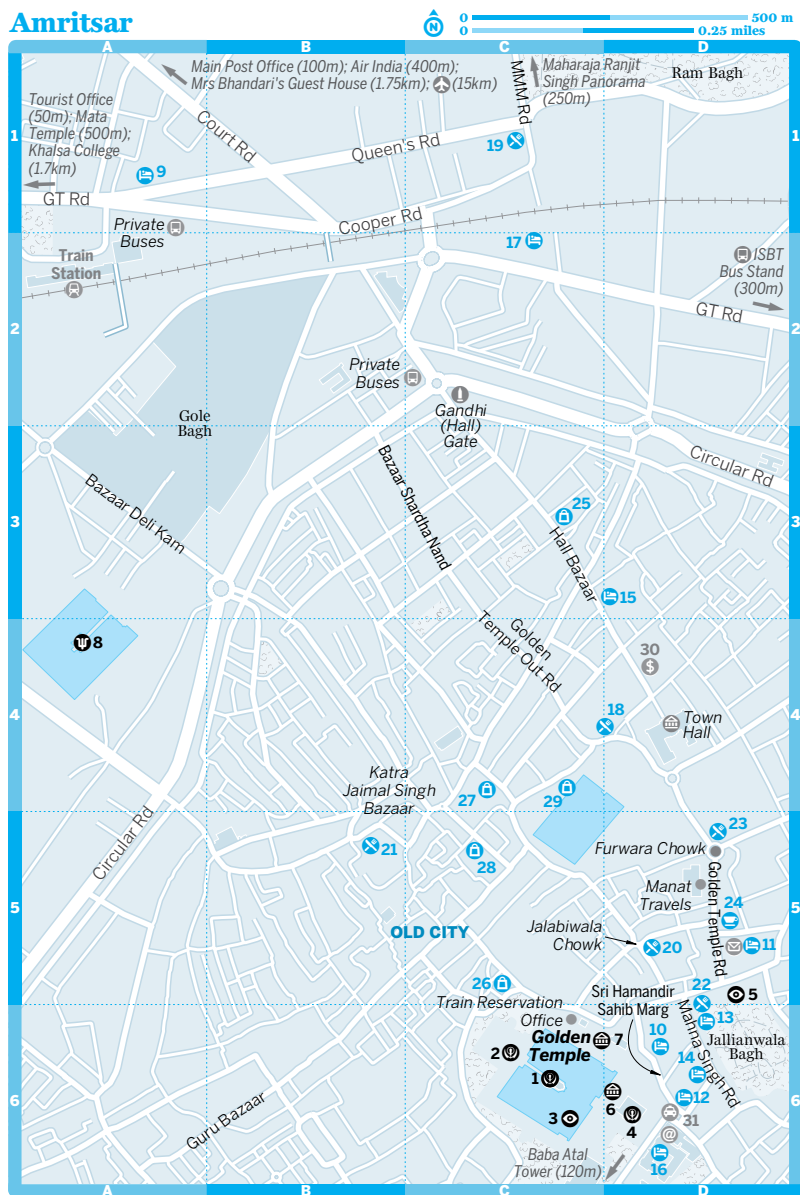 Amritsar
N
0 500 m
0 0.25 miles
A B C D
Main Post Office (100m); Air India (400m);
Mrs Bhandari's Guest House (1.75km); (15km)
Maharaja Ranjit
Singh Panorama
(250m)
MMM Rd
Ram Bagh
Tourist Office
(50m); Mata
Temple (500m);
Khalsa College
(1.7km)
Court Rd
Queen's Rd
1 1
19
9
GT Rd
Cooper Rd
Private
Buses
17
Train
Station
ISBT
Bus Stand
(300m)
GT Rd
2 2
Private
Buses
Gandhi
(Hall)
Gate
Gole
Bagh
Circular Rd
Bazaar Deli Kam
Bazaar Shardha Nand
25
3 3
Hall Bazaar
15
Golden
Temple Out Rd
8
30
$
18
4 4
Town
Hall
Katra
Jaimal Singh
Bazaar
27
29
Circular Rd
23
21
28
Furwara Chowk
Manat
Travels
Golden Temple Rd
24
5 5
OLD CITY
Jalabiwala
Chowk
20
11
26
Sri Hamandir
Sahib Marg
22
5
Train Reservation
Office
13
Mahna Singh Rd
Golden
Temple
7
10
Jallianwala
Bagh
2
14
1
6 6
6
12
3
4
31
@
Guru Bazaar
Baba Atal
Tower (120m)
16
A B C D